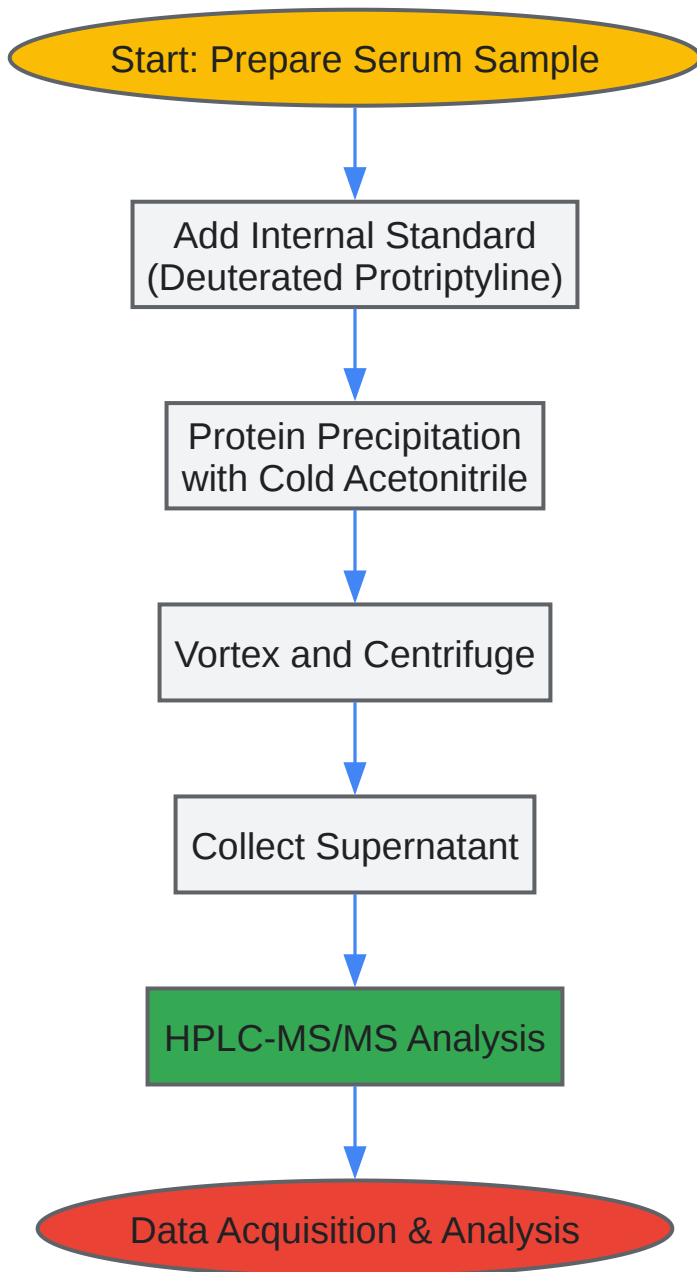 Start: Prepare Serum Sample
Add Internal Standard
(Deuterated Protriptyline)
Protein Precipitation
with Cold Acetonitrile
Vortex and Centrifuge
Collect Supernatant
HPLC-MS/MS Analysis
Data Acquisition & Analysis